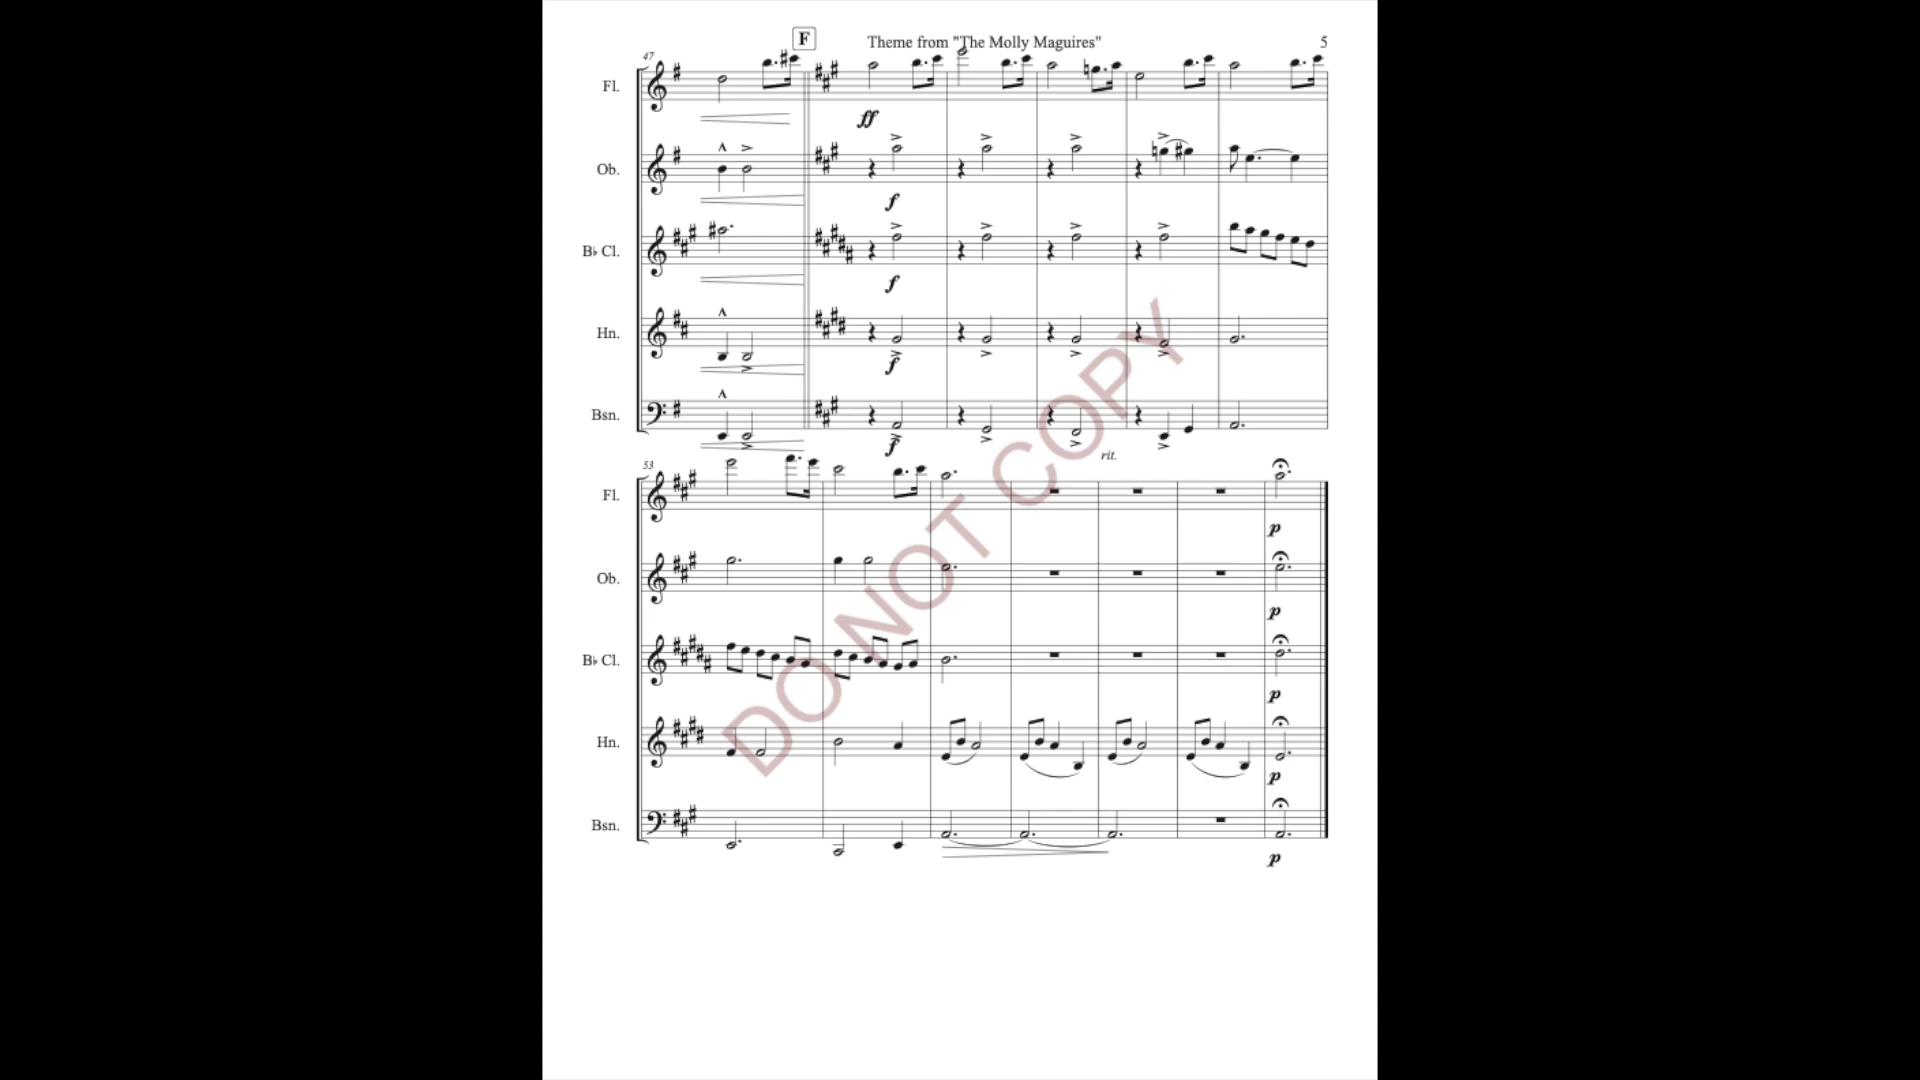 F
Theme from "The Molly Maguires"
5
47
Fl.
ff
Ob.
f
B♭ Cl.
f
Hn.
f
Bsn.
f
rit.
53
Fl.
p
Ob.
p
B♭ Cl.
p
Hn.
p
Bsn.
p
DO NOT COPY